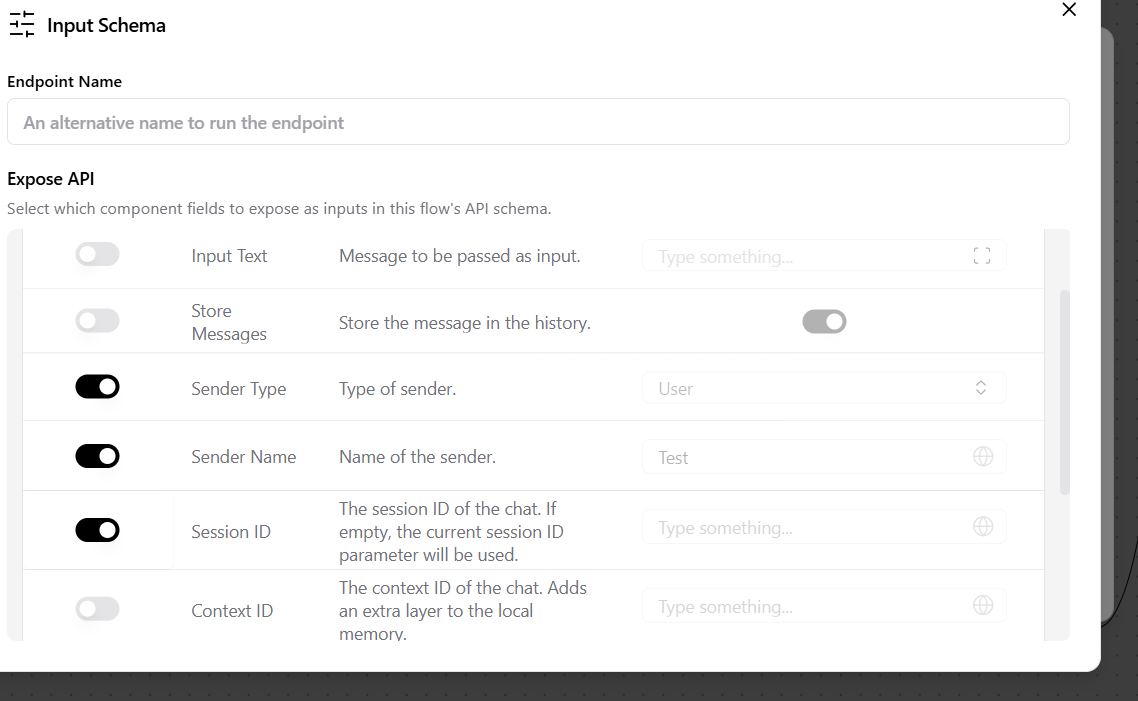 Input Schema
Endpoint Name
An alternative name to run the endpoint
Expose API
Select which component fields to expose as inputs in this flow's API schema.
Input Text
Message to be passed as input.
Type something...
Store
Messages
Store the message in the history.
Sender Type
Type of sender.
User
Sender Name
Name of the sender.
Test
Session ID
The session ID of the chat. If
empty, the current session ID
parameter will be used.
Type something...
Context ID
The context ID of the chat. Adds
an extra layer to the local
memory.
Type something...